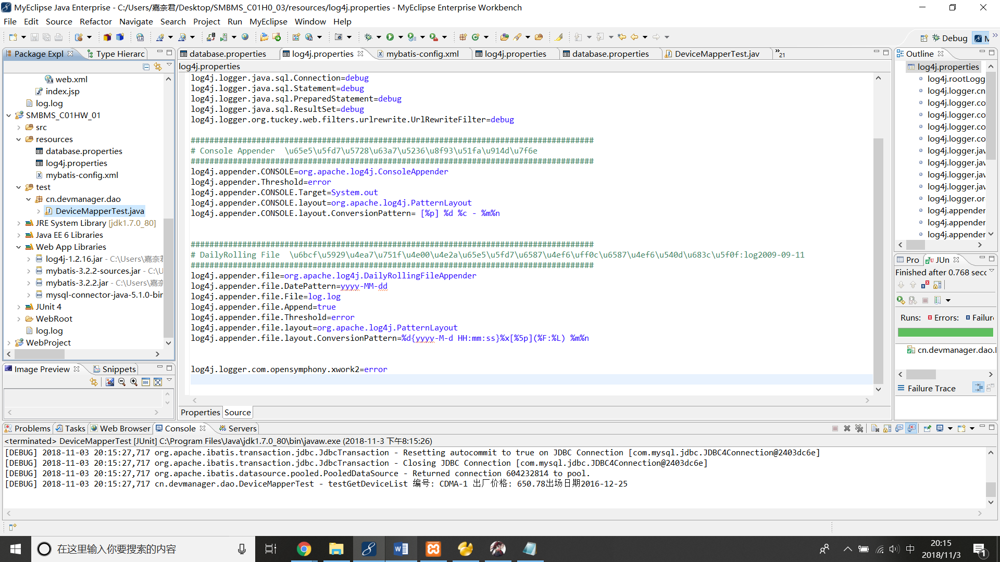 MyEclipse Java Enterprise - C:/Users/嘉奈君/Desktop/SMBMS_C01H0_03/resources/log4j.properties - MyEclipse Enterprise Workbench
File Edit Source Refactor Navigate Search Project Run MyEclipse Window Help
Debug
Package Expl
Type Hierarc
web.xml
index.jsp
log.log
SMBMS_C01HW_01
src
resources
database.properties
log4j.properties
mybatis-config.xml
test
cn.devmanager.dao
DeviceMapperTest.java
JRE System Library [jdk1.7.0_80]
Java EE 6 Libraries
Web App Libraries
log4j-1.2.16.jar - C:\Users\嘉奈君
mybatis-3.2.2-sources.jar - C:\U
mybatis-3.2.2.jar - C:\Users\嘉奈
mysql-connector-java-5.1.0-bin
JUnit 4
WebRoot
log.log
WebProject
Image Preview
Snippets
database.properties
log4j.properties
mybatis-config.xml
log4j.properties
database.properties
DeviceMapperTest.jav
»21
log4j.properties
log4j.logger.java.sql.Connection=debug
log4j.logger.java.sql.Statement=debug
log4j.logger.java.sql.PreparedStatement=debug
log4j.logger.java.sql.ResultSet=debug
log4j.logger.org.tuckey.web.filters.urlrewrite.UrlRewriteFilter=debug
######################################################################################
# Console Appender  \u65e5\u5fd7\u5728\u63a7\u5236\u8f93\u51fa\u914d\u7f6e
######################################################################################
log4j.appender.CONSOLE=org.apache.log4j.ConsoleAppender
log4j.appender.Threshold=error
log4j.appender.CONSOLE.Target=System.out
log4j.appender.CONSOLE.layout=org.apache.log4j.PatternLayout
log4j.appender.CONSOLE.layout.ConversionPattern= [%p] %d %c - %m%n
######################################################################################
# DailyRolling File  \u6bcf\u5929\u4ea7\u751f\u4e00\u4e2a\u65e5\u5fd7\u6587\u4ef6\uff0c\u6587\u4ef6\u540d\u683c\u5f0f:log2009-09-11
######################################################################################
log4j.appender.file=org.apache.log4j.DailyRollingFileAppender
log4j.appender.file.DatePattern=yyyy-MM-dd
log4j.appender.file.File=log.log
log4j.appender.file.Append=true
log4j.appender.file.Threshold=error
log4j.appender.file.layout=org.apache.log4j.PatternLayout
log4j.appender.file.layout.ConversionPattern=%d{yyyy-M-d HH:mm:ss}%x[%5p](%F:%L) %m%n
log4j.logger.com.opensymphony.xwork2=error
Properties Source
Outline
log4j.properties
log4j.rootLogg
log4j.logger.cn
log4j.logger.co
log4j.logger.co
log4j.logger.co
log4j.logger.co
log4j.logger.jav
log4j.logger.jav
log4j.logger.jav
log4j.logger.jav
log4j.logger.or
log4j.appender
log4j.appender
log4j.appender
Pro
JUn
Finished after 0.768 secc
Runs: Errors: Failur
cn.devmanager.dao.I
Failure Trace
Problems Tasks Web Browser Console Servers
<terminated> DeviceMapperTest [JUnit] C:\Program Files\Java\jdk1.7.0_80\bin\javaw.exe (2018-11-3 下午8:15:26)
[DEBUG] 2018-11-03 20:15:27,717 org.apache.ibatis.transaction.jdbc.JdbcTransaction - Resetting autocommit to true on JDBC Connection [com.mysql.jdbc.JDBC4Connection@2403dc6e]
[DEBUG] 2018-11-03 20:15:27,717 org.apache.ibatis.transaction.jdbc.JdbcTransaction - Closing JDBC Connection [com.mysql.jdbc.JDBC4Connection@2403dc6e]
[DEBUG] 2018-11-03 20:15:27,717 org.apache.ibatis.datasource.pooled.PooledDataSource - Returned connection 604232814 to pool.
[DEBUG] 2018-11-03 20:15:27,717 cn.devmanager.dao.DeviceMapperTest - testGetDeviceList 编号: CDMA-1 出厂价格: 650.78出场日期2016-12-25
在这里输入你要搜索的内容
中
20:15
2018/11/3
1